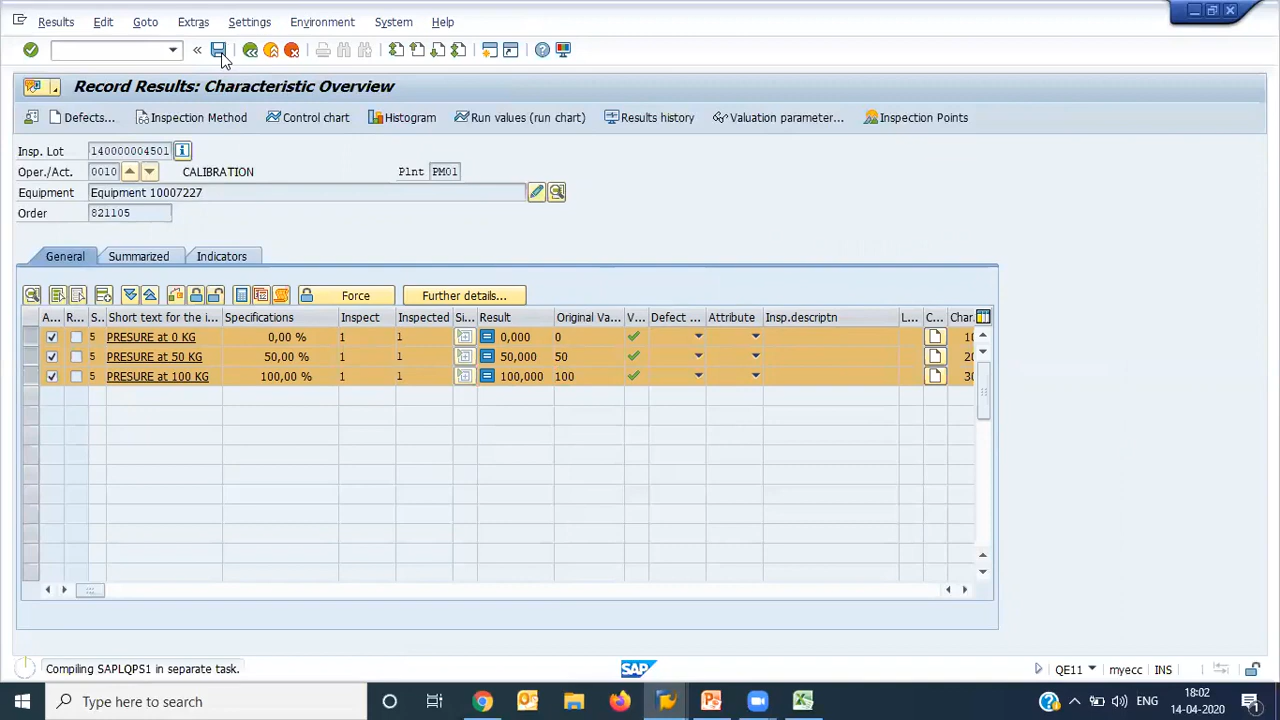 Results Edit Goto Extras Settings Environment System Help
Record Results: Characteristic Overview
Defects... Inspection Method Control chart Histogram Run values (run chart) Results history Valuation parameter... Inspection Points
Insp. Lot 140000004501
Oper./Act. 0010 CALIBRATION Plnt PM01
Equipment Equipment 10007227
Order 821105
General Summarized Indicators
Force Further details...
A... R... S.. Short text for the i... Specifications Inspect Inspected Si... Result Original Va... V... Defect ... Attribute Insp.descriptn L... C... Char
5 PRESURE at 0 KG 0,00 % 1 1 0,000 0 10
5 PRESURE at 50 KG 50,00 % 1 1 50,000 50 20
5 PRESURE at 100 KG 100,00 % 1 1 100,000 100 30
Compiling SAPLQPS1 in separate task. SAP QE11 myecc INS
Type here to search ENG 18:02
14-04-2020 1